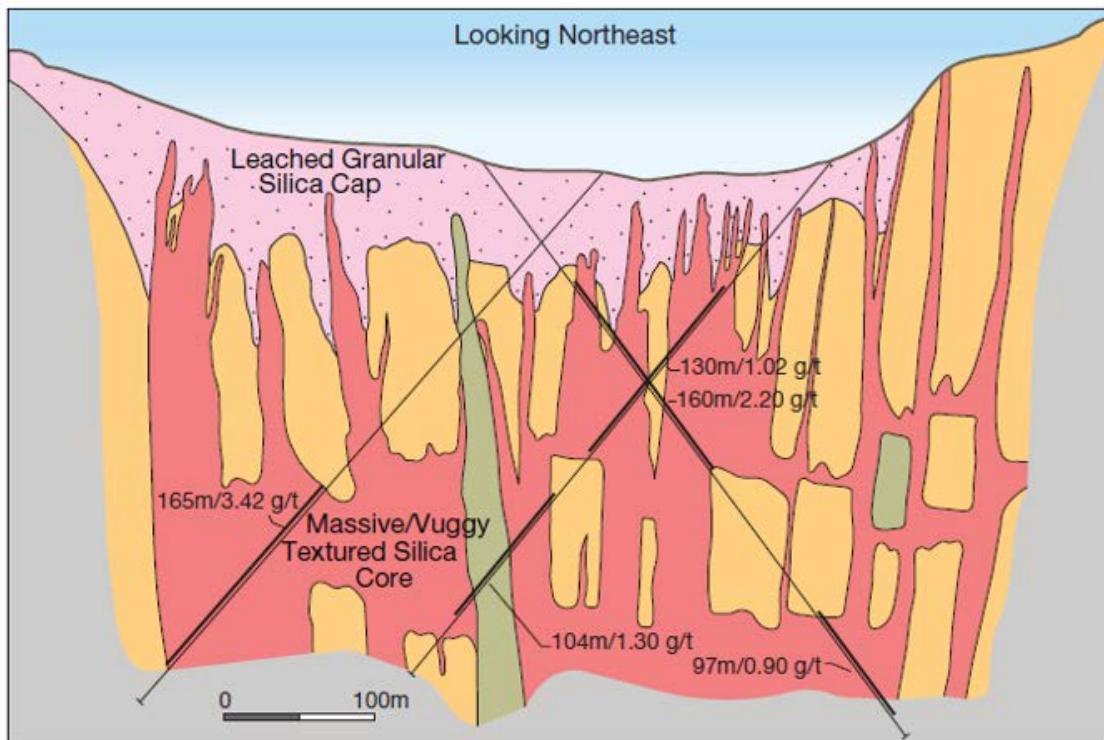 Looking Northeast
Leached Granular
Silica Cap
130m/1.02 g/t
160m/2.20 g/t
165m/3.42 g/t
Massive/Vuggy
Textured Silica
Core
104m/1.30 g/t
97m/0.90 g/t
0 100m